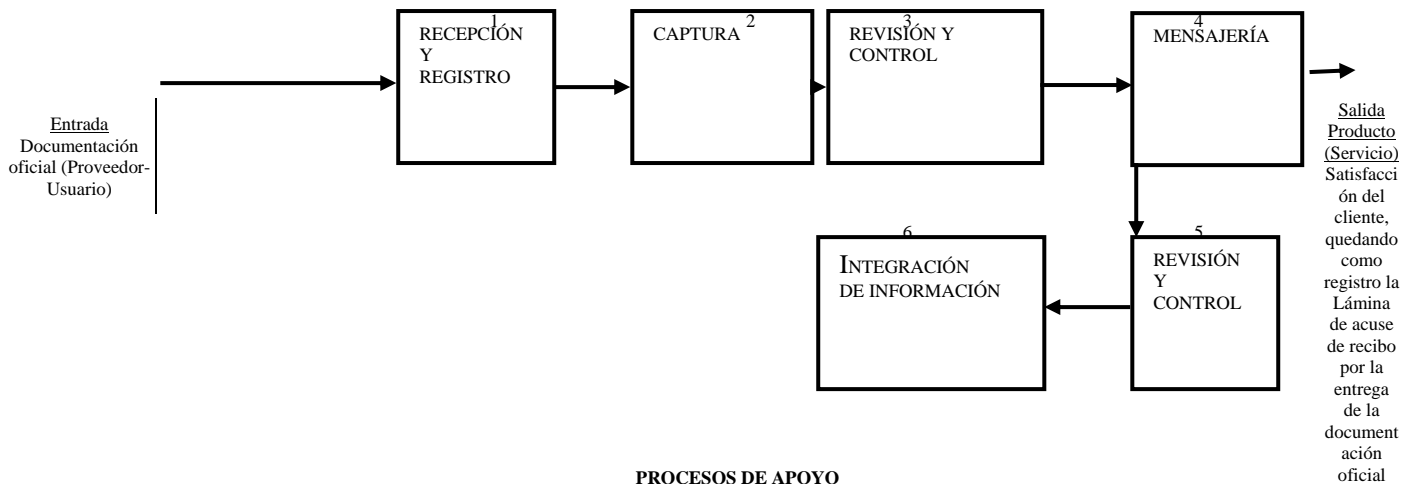 1
RECEPCIÓN
Y
REGISTRO
2
CAPTURA
3
REVISIÓN Y
CONTROL
4
MENSAJERÍA
Entrada
Documentación
oficial (Proveedor-
Usuario)
Salida
Producto
(Servicio)
Satisfacci
ón del
cliente,
quedando
como
registro la
Lámina
de acuse
de recibo
por la
entrega
de la
document
ación
oficial
5
REVISIÓN
Y
CONTROL
6
INTEGRACIÓN
DE INFORMACIÓN
PROCESOS DE APOYO